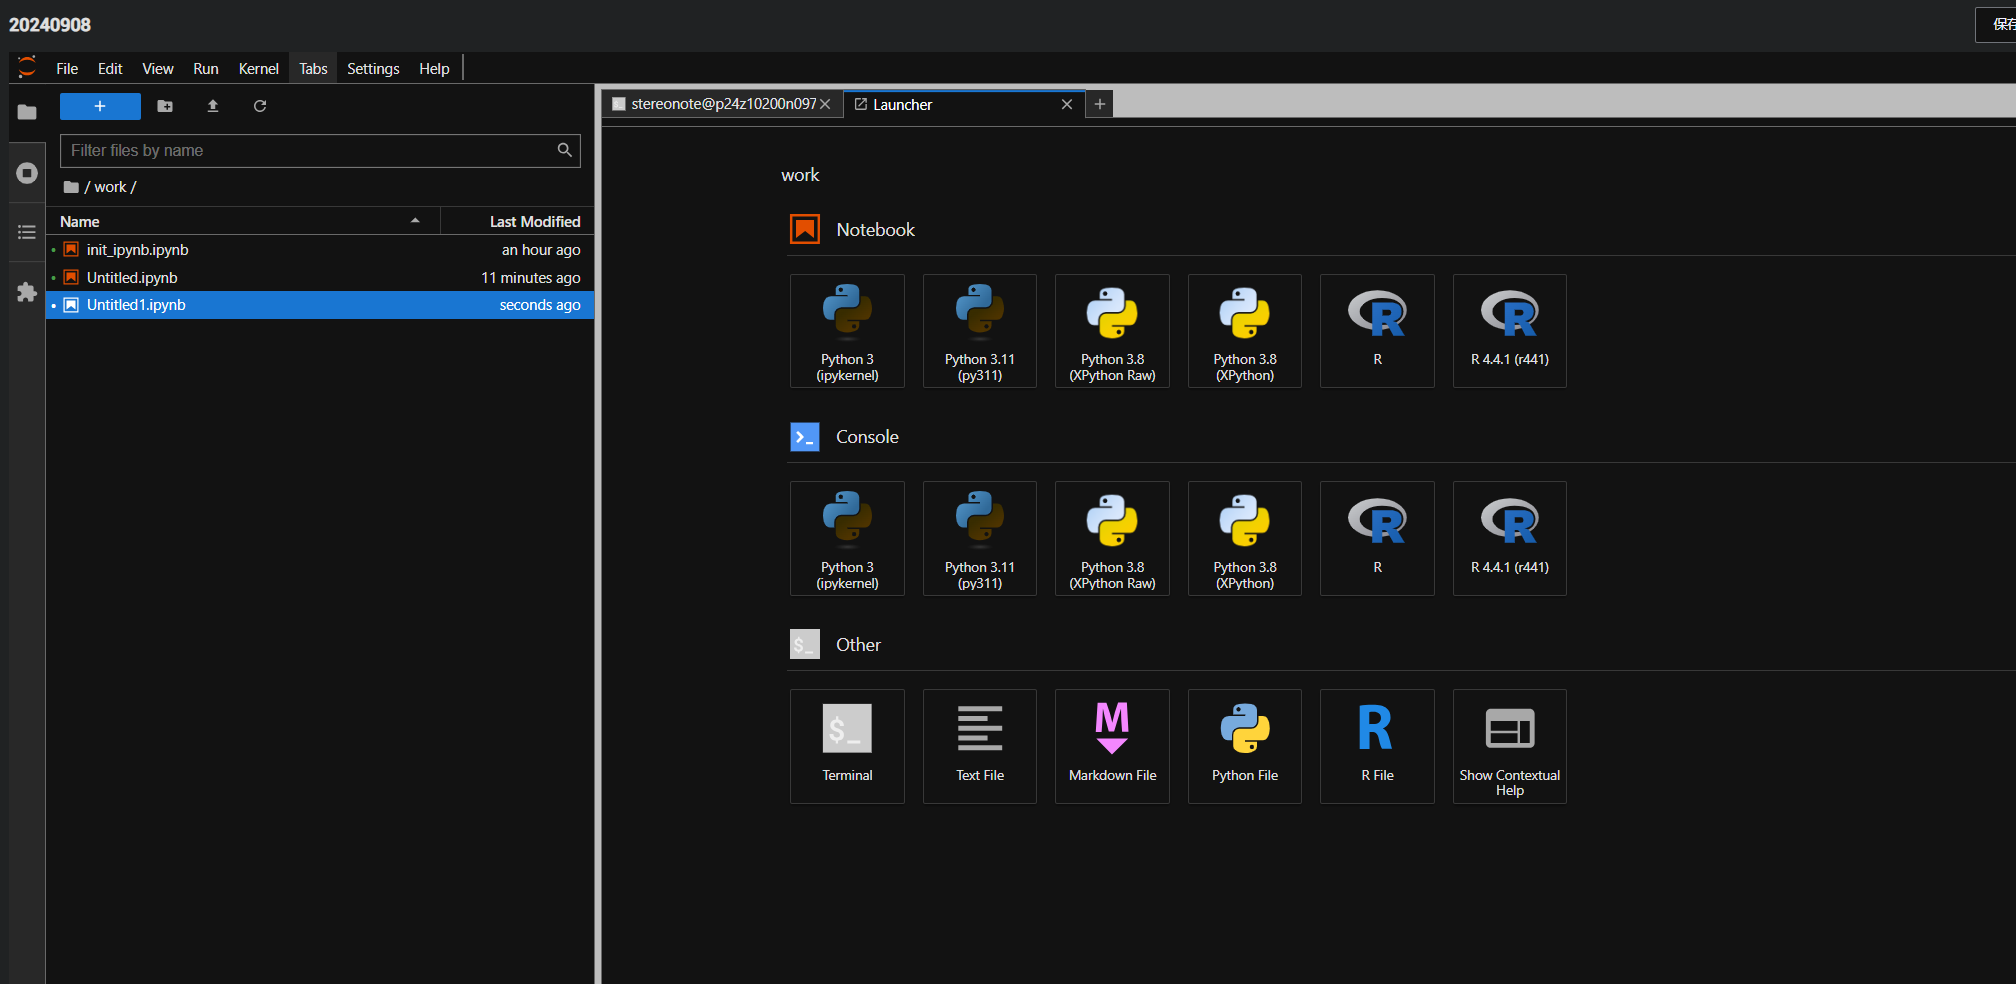 20240908
保存
File Edit View Run Kernel Tabs Settings Help
+
stereonote@p24z10200n097
Launcher
Filter files by name
/ work /
Name Last Modified
init_ipynb.ipynb an hour ago
Untitled.ipynb 11 minutes ago
Untitled1.ipynb seconds ago
work
Notebook
Python 3
(ipykernel)
Python 3.11
(py311)
Python 3.8
(XPython Raw)
Python 3.8
(XPython)
R
R 4.4.1 (r441)
Console
Python 3
(ipykernel)
Python 3.11
(py311)
Python 3.8
(XPython Raw)
Python 3.8
(XPython)
R
R 4.4.1 (r441)
$_ Other
Terminal
Text File
Markdown File
Python File
R File
Show Contextual
Help